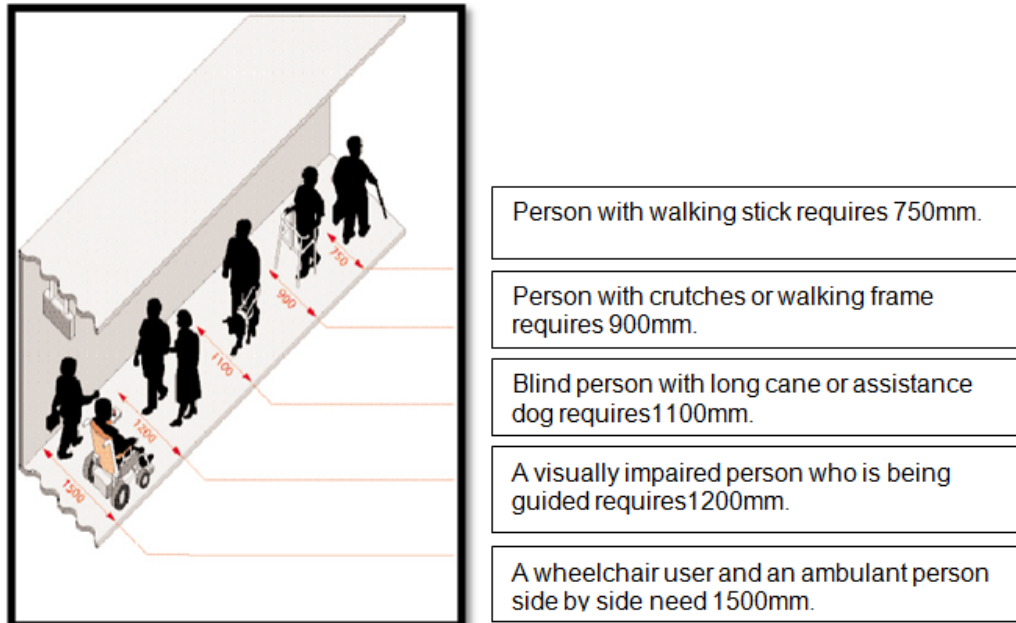 750
900
1100
1200
1500
Person with walking stick requires 750mm.
Person with crutches or walking frame
requires 900mm.
Blind person with long cane or assistance
dog requires1100mm.
A visually impaired person who is being
guided requires1200mm.
A wheelchair user and an ambulant person
side by side need 1500mm.